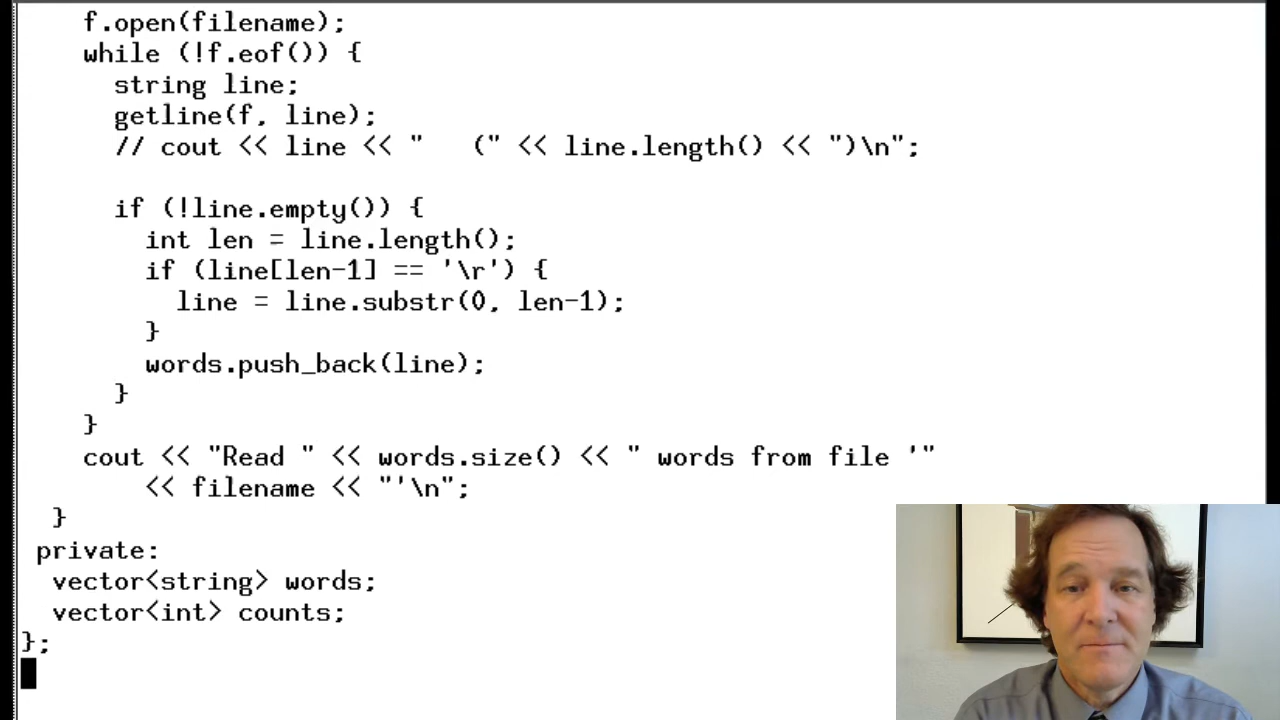 f.open(filename);
while (!f.eof()) {
string line;
getline(f, line);
// cout << line << "   (" << line.length() << ")\n";
if (!line.empty()) {
int len = line.length();
if (line[len-1] == '\r') {
line = line.substr(0, len-1);
}
words.push_back(line);
}
}
cout << "Read " << words.size() << " words from file '"
<< filename << "'\n";
}
private:
vector<string> words;
vector<int> counts;
};